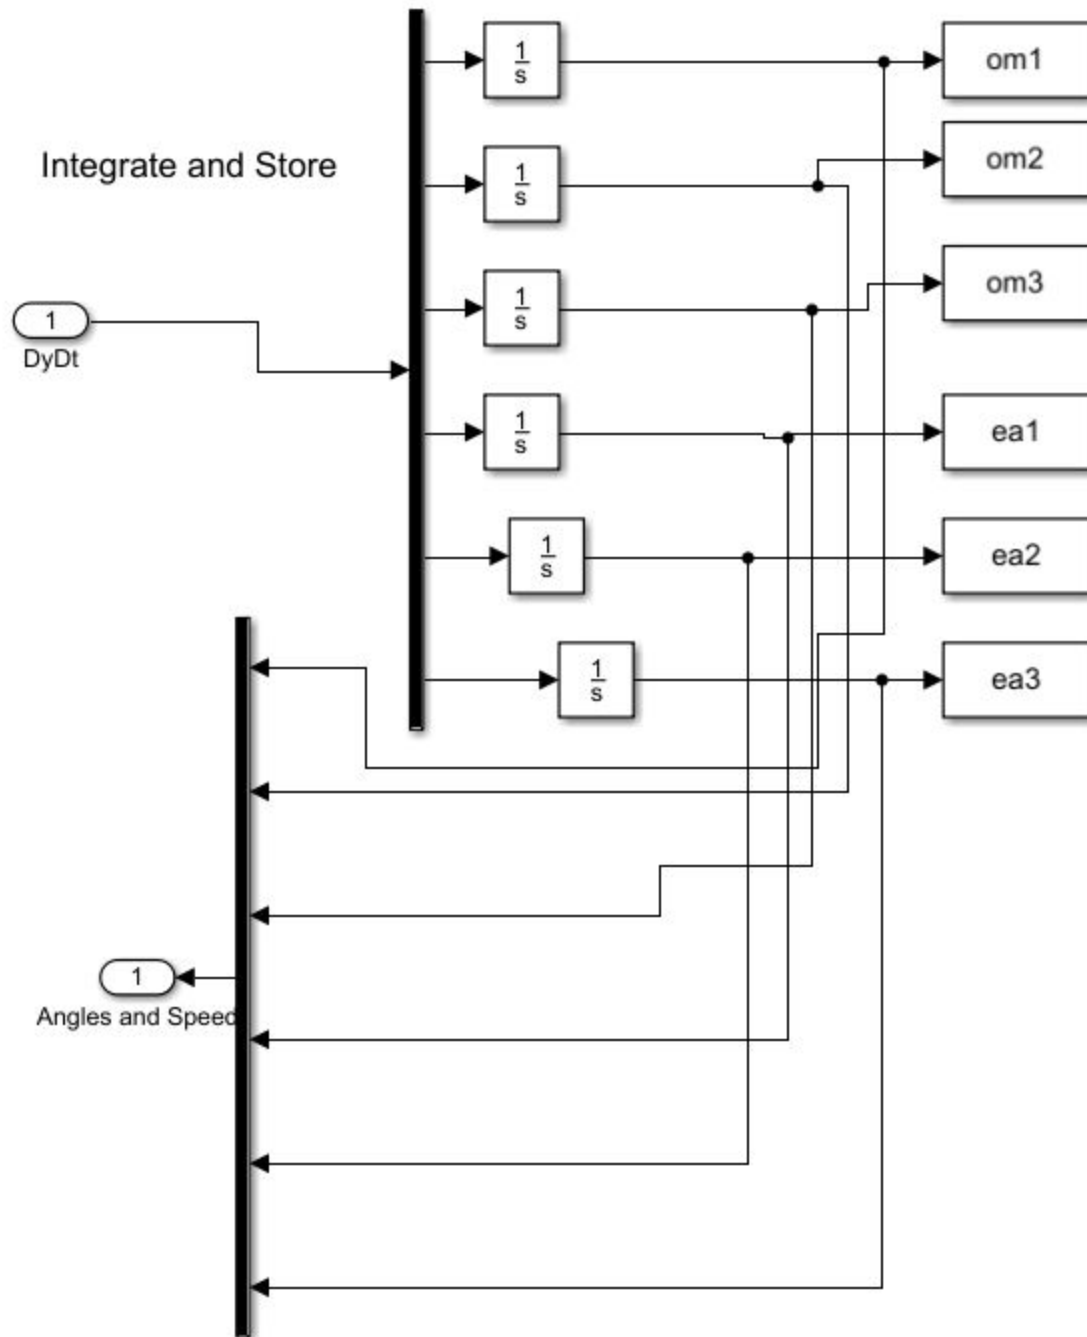 1
s
om1
1
s
om2
Integrate and Store
1
s
om3
1
DyDt
1
s
ea1
1
s
ea2
1
s
ea3
1
Angles and Speed